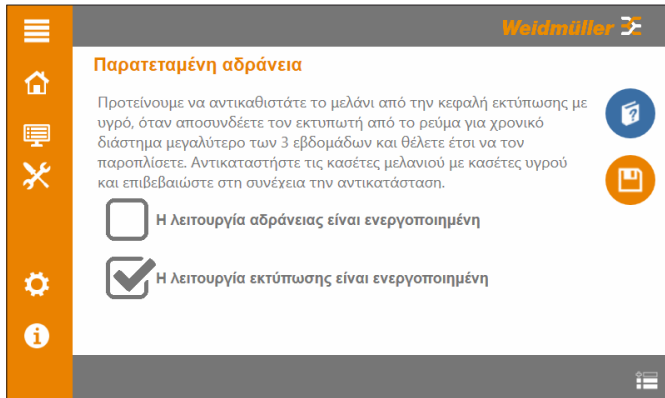 Weidmüller
Παρατεταμένη αδράνεια
Προτείνουμε να αντικαθιστάτε το μελάνι από την κεφαλή εκτύπωσης με
υγρό, όταν αποσυνδέετε τον εκτυπωτή από το ρεύμα για χρονικό
διάστημα μεγαλύτερο των 3 εβδομάδων και θέλετε έτσι να τον
παροπλίσετε. Αντικαταστήστε τις κασέτες μελανιού με κασέτες υγρού
και επιβεβαιώστε στη συνέχεια την αντικατάσταση.
Η λειτουργία αδράνειας είναι ενεργοποιημένη
Η λειτουργία εκτύπωσης είναι ενεργοποιημένη